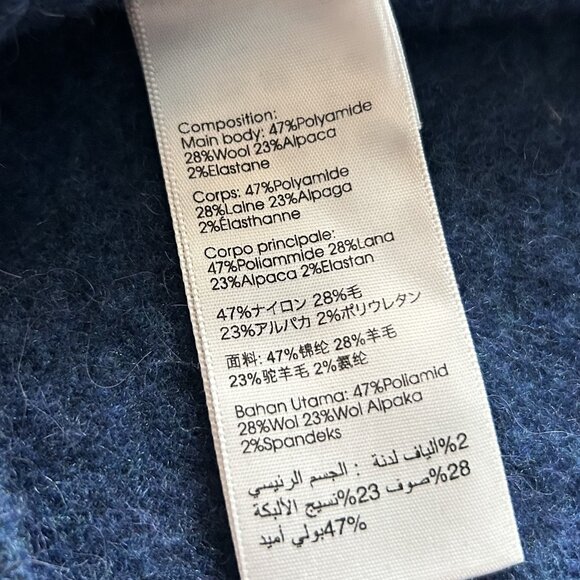 Composition:
Main body: 47%Polyamide
28%Wool 23%Alpaca
2%Elastane
Corps: 47%Polyamide
28%Laine 23%Alpaga
2%Élasthanne
Corpo principale:
47%Poliammide 28%Lana
23%Alpaca 2%Elastan
47%ナイロン 28%毛
23%アルパカ 2%ポリウレタン
面料: 47%锦纶 28%羊毛
23%驼羊毛 2%氨纶
Bahan Utama: 47%Poliamid
28%Wol 23%Wol Alpaka
2%Spandeks
2%الياف لدنة : الجسم الرئيسي
28%صوف 23%نسيج الألبكة
47%بولي أميد